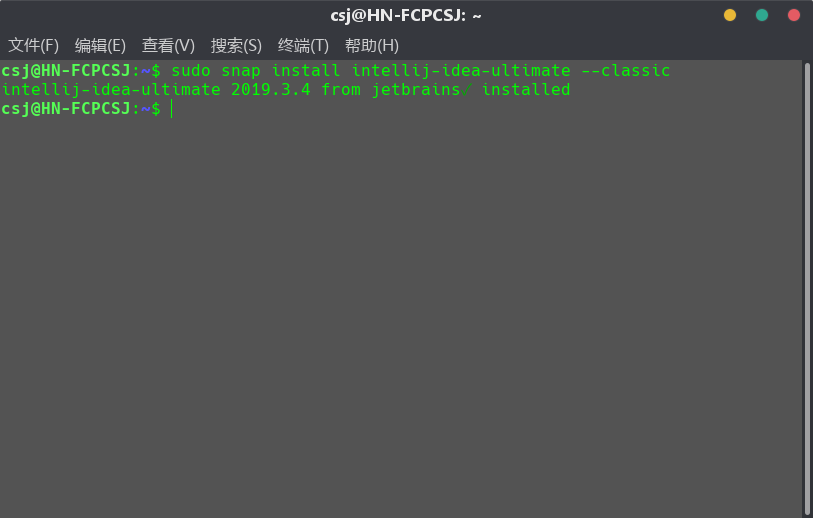 csj@HN-FCPCSJ: ~
文件(F) 编辑(E) 查看(V) 搜索(S) 终端(T) 帮助(H)
csj@HN-FCPCSJ:~$ sudo snap install intellij-idea-ultimate --classic
intellij-idea-ultimate 2019.3.4 from jetbrains✓ installed
csj@HN-FCPCSJ:~$